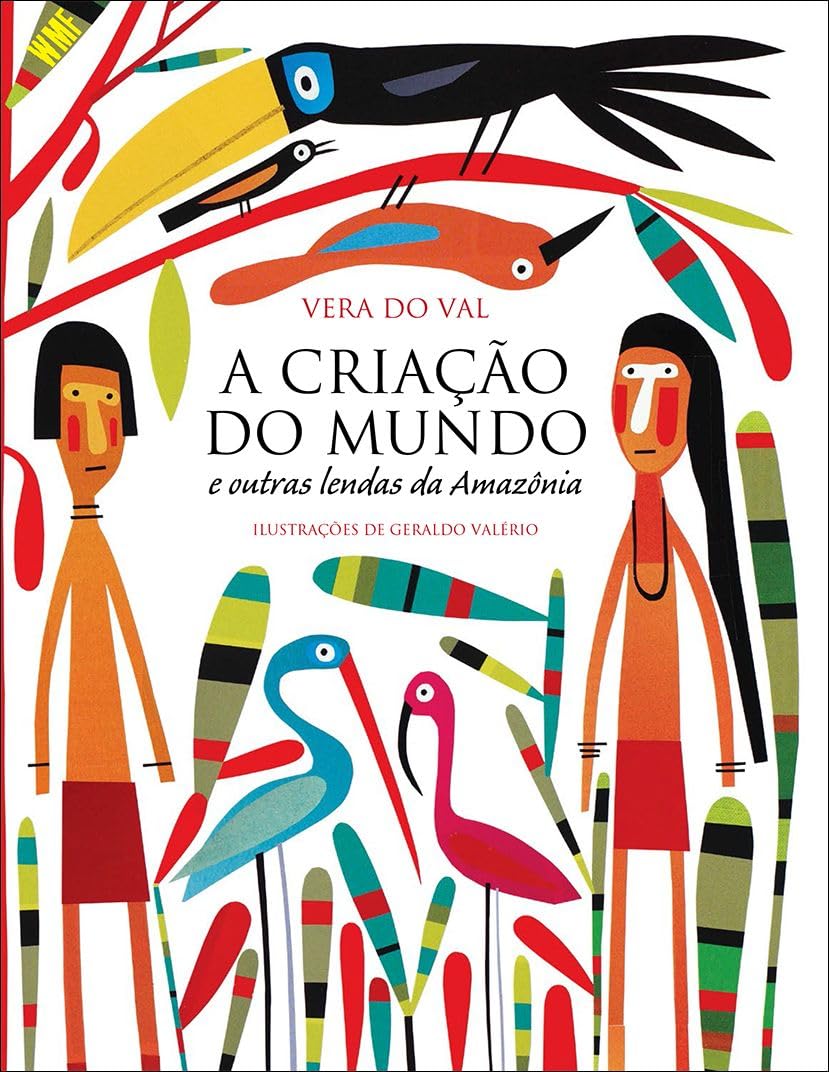 WMF
VERA DO VAL
A CRIAÇÃO
DO MUNDO
e outras lendas da Amazônia
ILUSTRAÇÕES DE GERALDO VALÉRIO